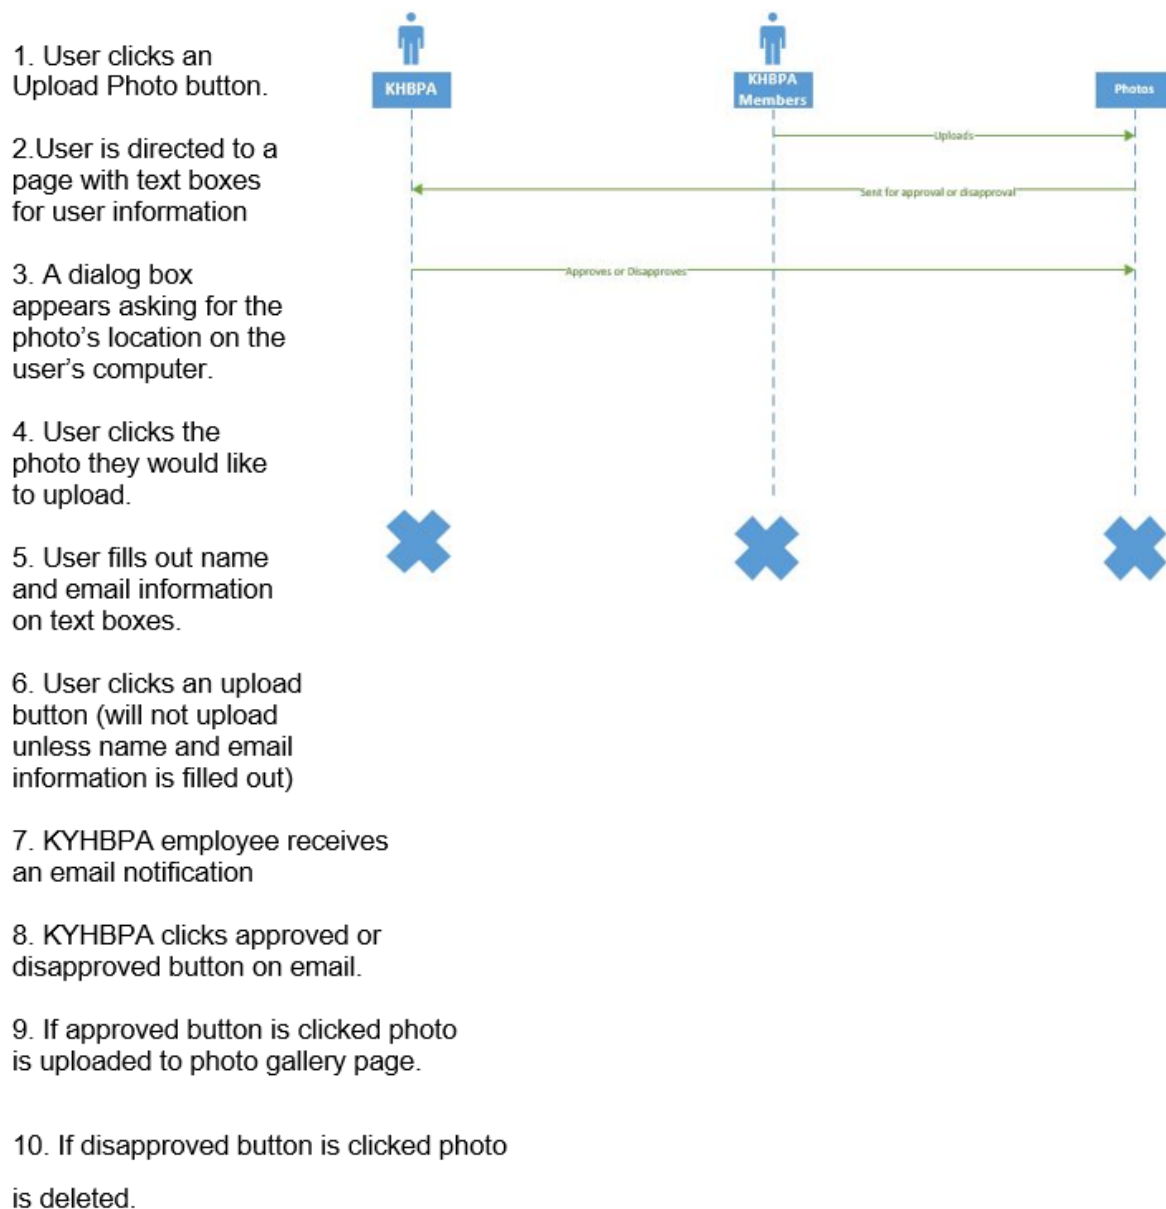 1. User clicks an
Upload Photo button.
2.User is directed to a
page with text boxes
for user information
3. A dialog box
appears asking for the
photo’s location on the
user’s computer.
4. User clicks the
photo they would like
to upload.
5. User fills out name
and email information
on text boxes.
6. User clicks an upload
button (will not upload
unless name and email
information is filled out)
7. KYHBPA employee receives
an email notification
8. KYHBPA clicks approved or
disapproved button on email.
9. If approved button is clicked photo
is uploaded to photo gallery page.
10. If disapproved button is clicked photo
is deleted.
KHBPA
KHBPA
Members
Photos
Uploads
Sent for approval or disapproval
Approves or Disapproves